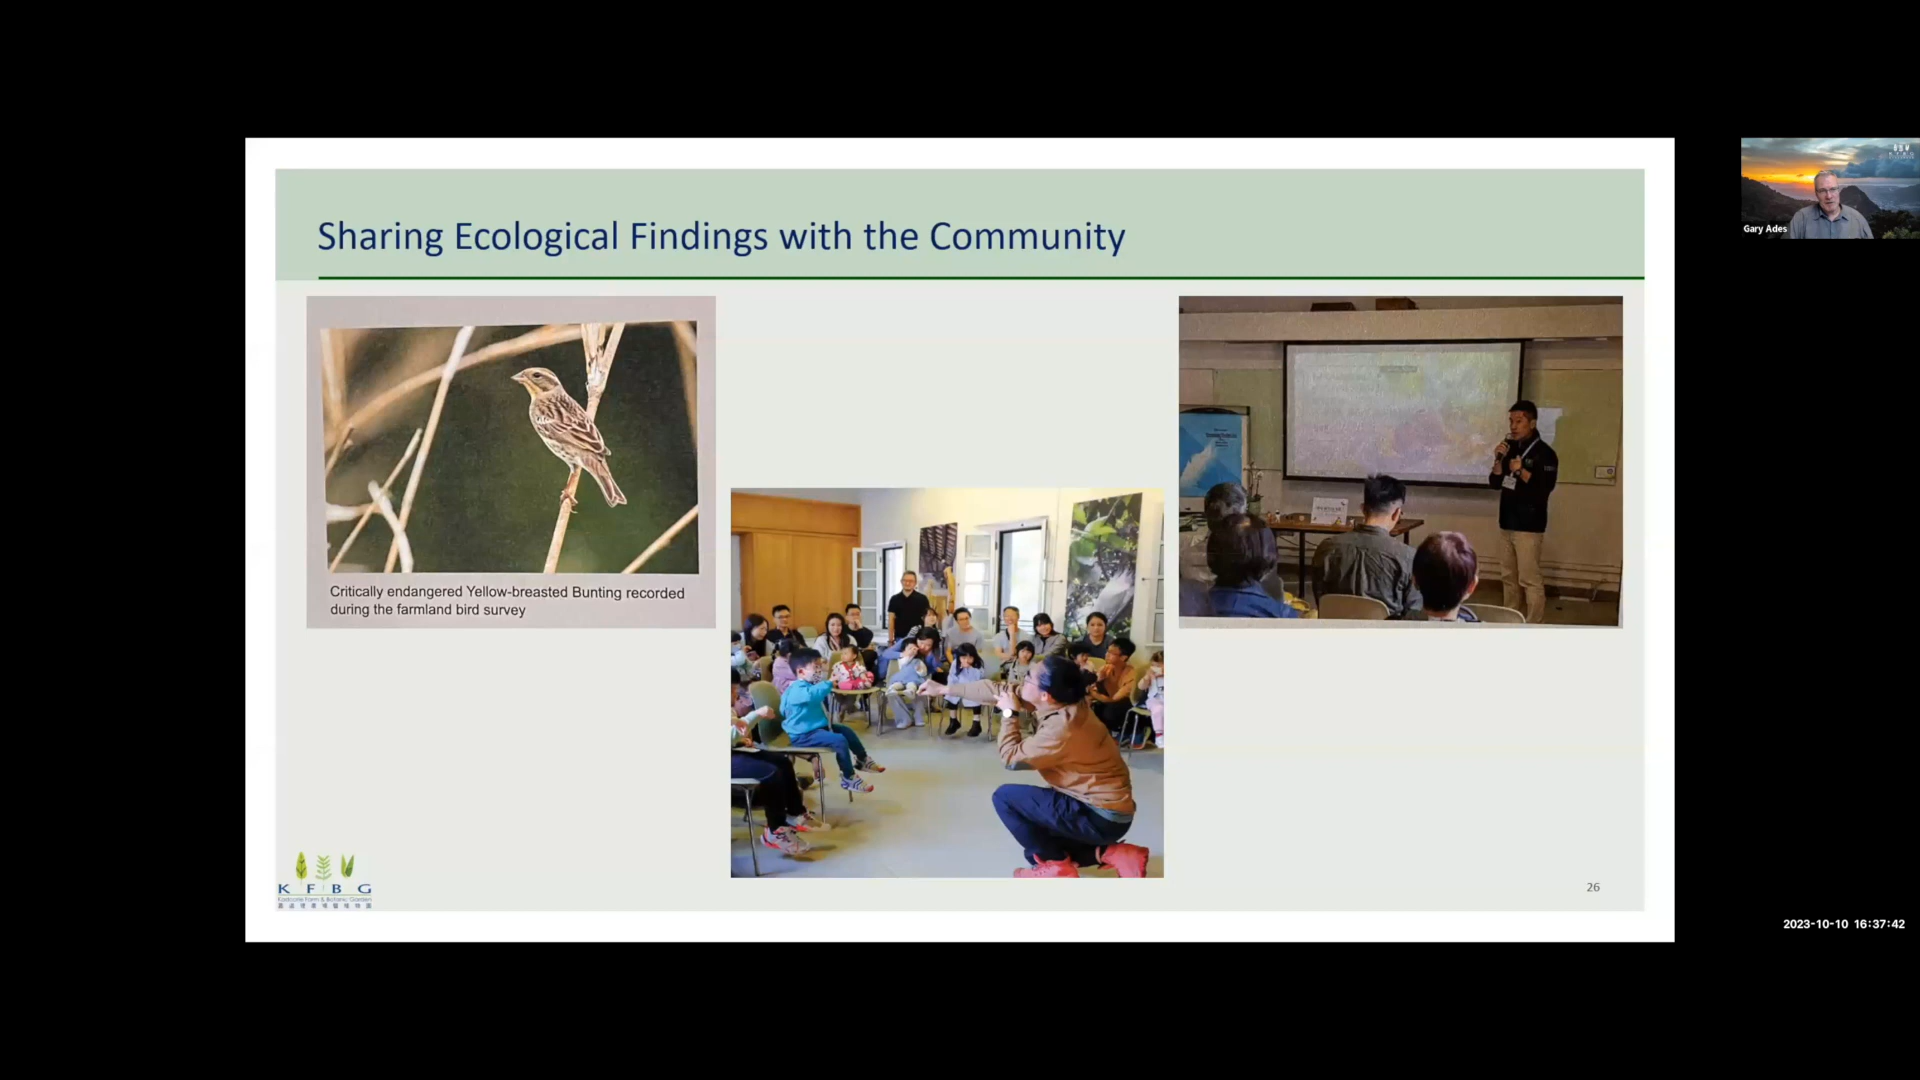 Sharing Ecological Findings with the Community
Gary Ades
Critically endangered Yellow-breasted Bunting recorded
during the farmland bird survey
K F B G
Kadoorie Farm & Botanic Garden
嘉道理農場暨植物園
26
2023-10-10 16:37:42